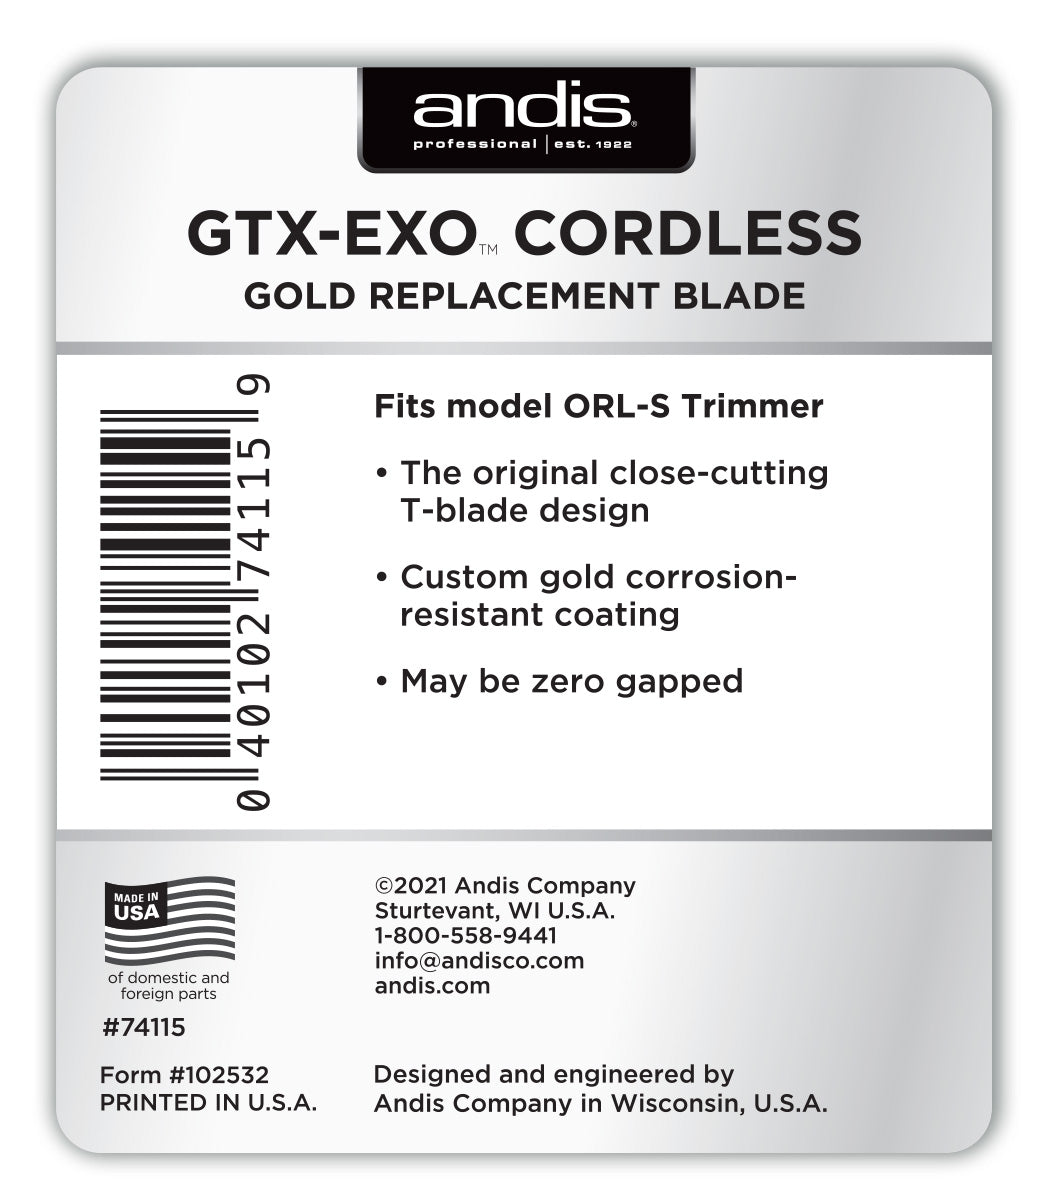 andis®
professional | est. 1922
GTX-EXO™ CORDLESS
GOLD REPLACEMENT BLADE
0 40102 74115 9
Fits model ORL-S Trimmer
• The original close-cutting
T-blade design
• Custom gold corrosion-
resistant coating
• May be zero gapped
MADE IN
USA
of domestic and
foreign parts
#74115
Form #102532
PRINTED IN U.S.A.
©2021 Andis Company
Sturtevant, WI U.S.A.
1-800-558-9441
info@andisco.com
andis.com
Designed and engineered by
Andis Company in Wisconsin, U.S.A.